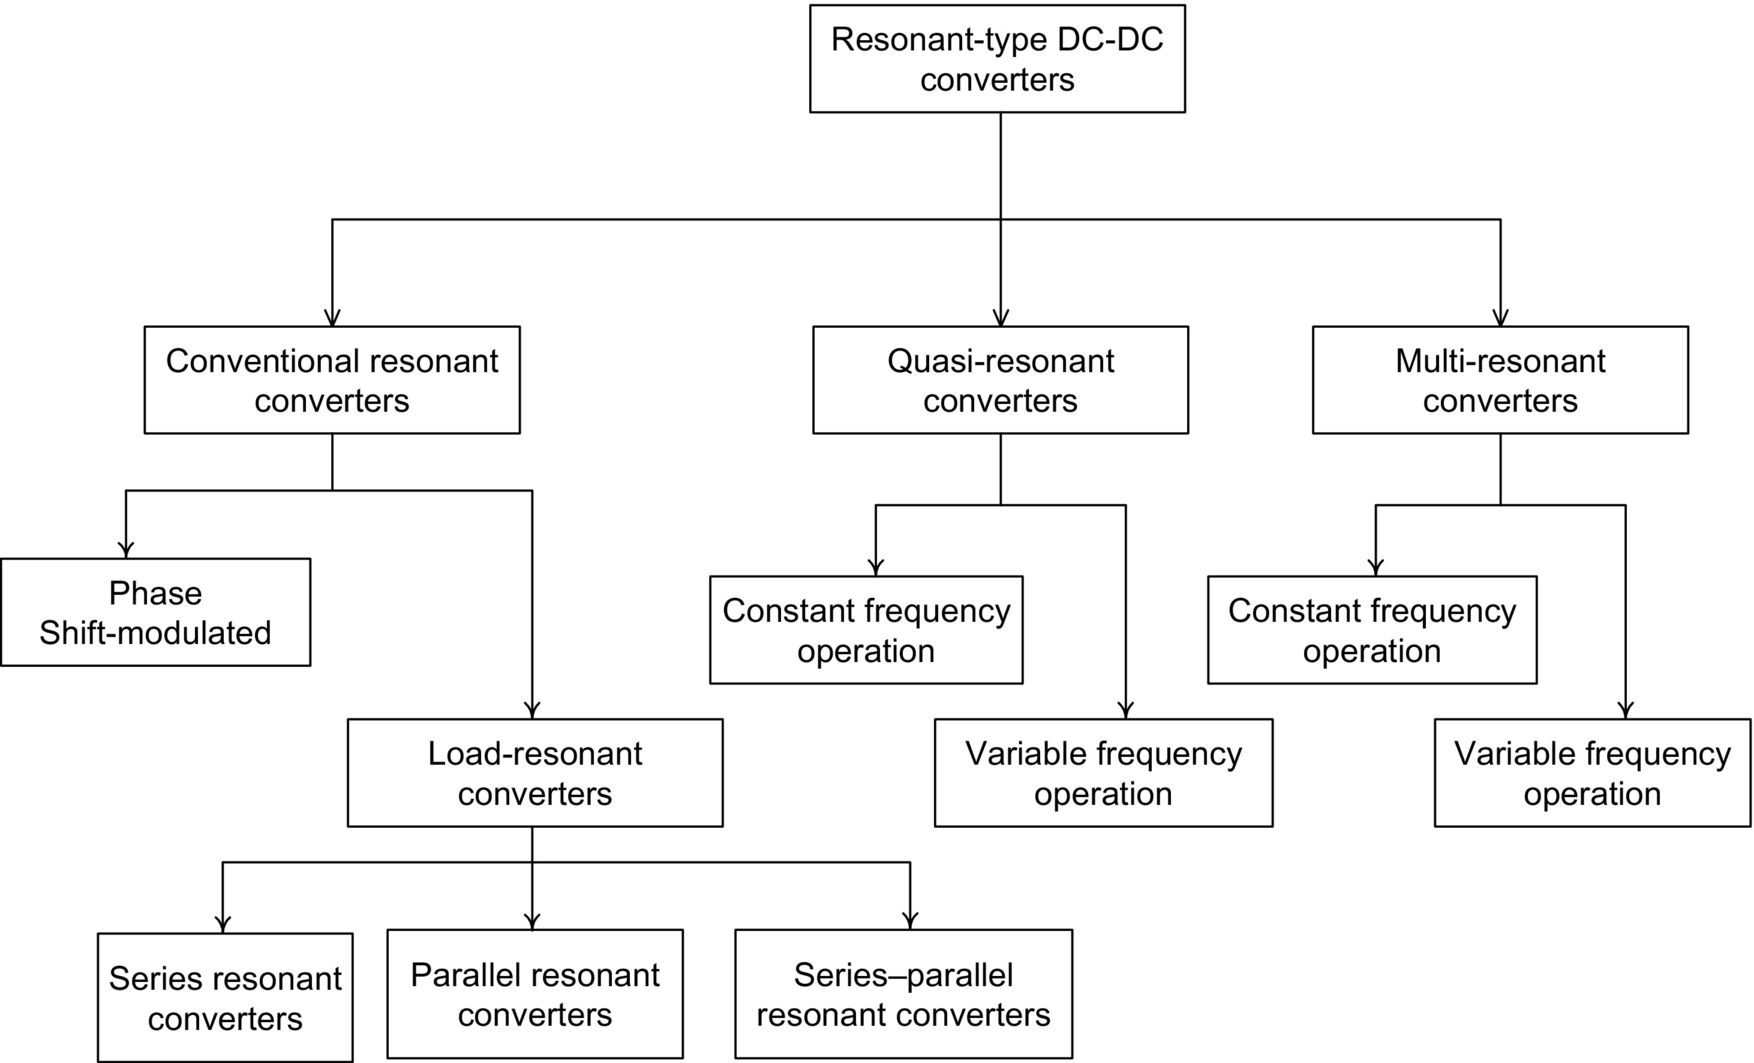 Resonant-type DC-DC
converters
Conventional resonant
converters
Quasi-resonant
converters
Multi-resonant
converters
Phase
Shift-modulated
Constant frequency
operation
Constant frequency
operation
Load-resonant
converters
Variable frequency
operation
Variable frequency
operation
Series resonant
converters
Parallel resonant
converters
Series–parallel
resonant converters